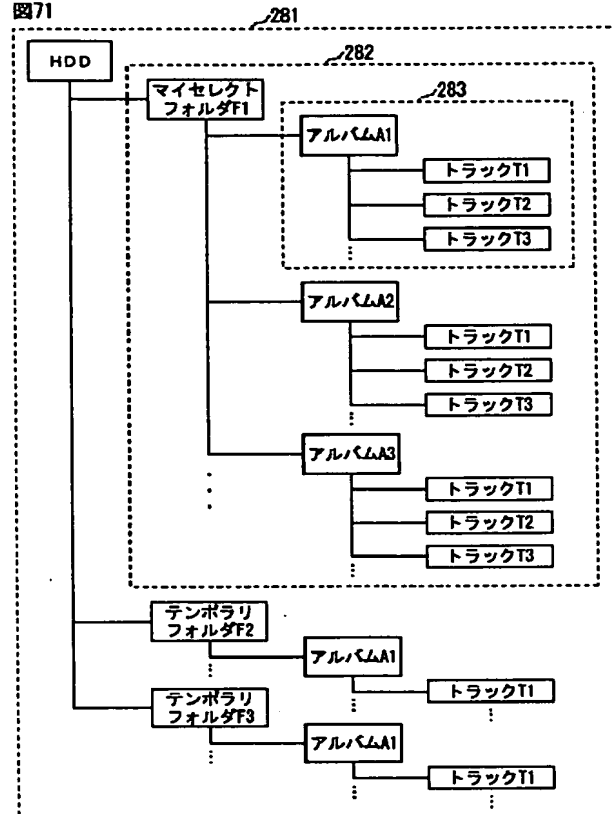 図71
281
HDD
282
マイセレクト
フォルダF1
283
アルバムA1
トラックT1
トラックT2
トラックT3
アルバムA2
トラックT1
トラックT2
トラックT3
アルバムA3
トラックT1
トラックT2
トラックT3
テンポラリ
フォルダF2
アルバムA1
トラックT1
テンポラリ
フォルダF3
アルバムA1
トラックT1